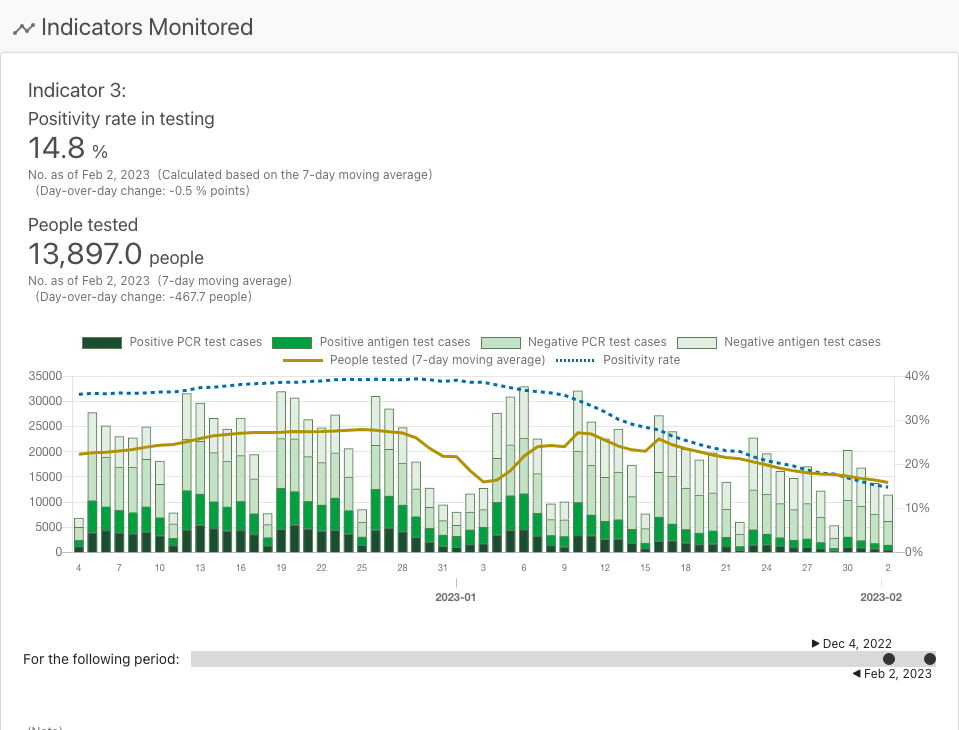 Indicators Monitored
Indicator 3:
Positivity rate in testing
14.8 %
No. as of Feb 2, 2023 (Calculated based on the 7-day moving average)
(Day-over-day change: -0.5 % points)
People tested
13,897.0 people
No. as of Feb 2, 2023 (7-day moving average)
(Day-over-day change: -467.7 people)
Positive PCR test cases Positive antigen test cases Negative PCR test cases Negative antigen test cases
People tested (7-day moving average) Positivity rate
35000 40%
30000
25000 30%
20000
20%
15000
10000 10%
5000
0 0%
4 7 10 13 16 19 22 25 28 31 3 6 9 12 15 18 21 24 27 30 2
2023-01 2023-02
▶ Dec 4, 2022
For the following period:
◀ Feb 2, 2023